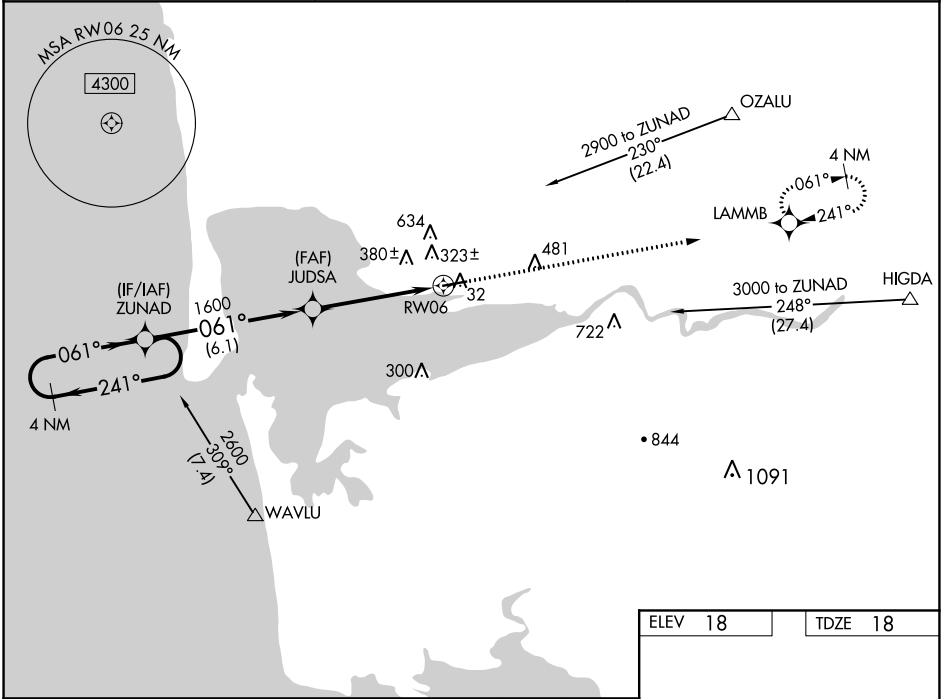 MSA RW06 25 NM
4300
OZALU
2900 to ZUNAD
230°
(22.4)
4 NM
061°
241°
LAMMB
634
380±
323±
481
32
RW06
(FAF)
JUDSA
HIGDA
3000 to ZUNAD
248°
(27.4)
(IF/IAF)
ZUNAD
1600
061°
(6.1)
061°
241°
4 NM
722
300
2600
309°
(7.4)
WAVLU
844
1091
ELEV 18
TDZE 18